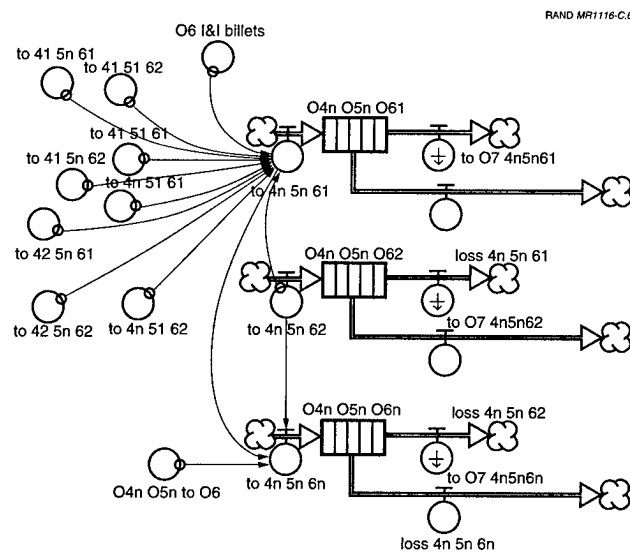 RAND MR1116-C.6
O6 I&I billets
to 41 5n 61
to 41 51 62
to 41 51 61
O4n O5n O61
to 41 5n 62
to 4n 51 61
to 4n 5n 61
to O7 4n5n61
to 42 5n 61
O4n O5n O62
loss 4n 5n 61
to 42 5n 62
to 4n 51 62
to 4n 5n 62
to O7 4n5n62
O4n O5n O6n
loss 4n 5n 62
O4n O5n to O6
to 4n 5n 6n
to O7 4n5n6n
loss 4n 5n 6n